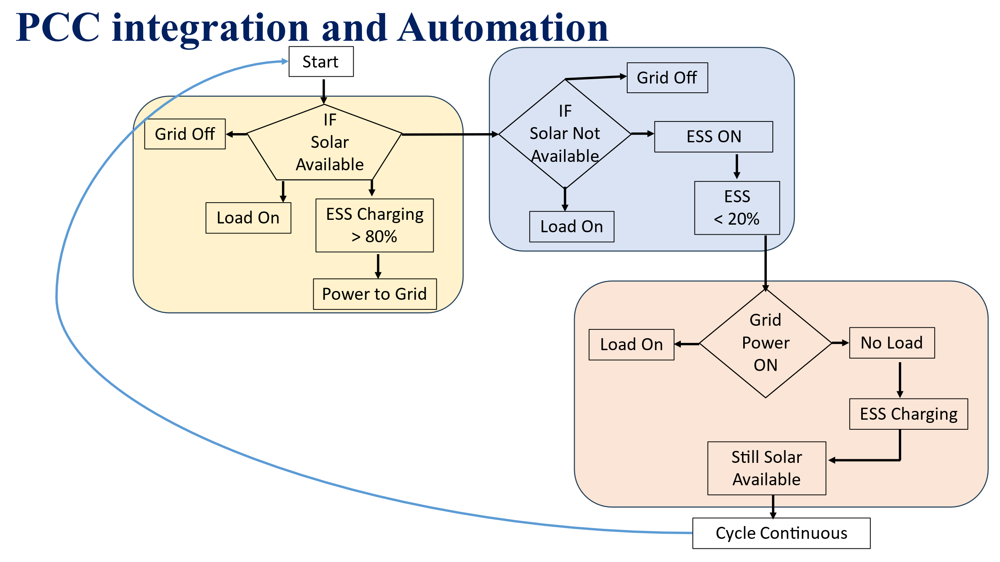 PCC integration and Automation
Start
IF
Solar
Available
Grid Off
Load On
ESS Charging
> 80%
Power to Grid
IF
Solar Not
Available
Grid Off
ESS ON
ESS
< 20%
Load On
Grid
Power
ON
Load On
No Load
ESS Charging
Still Solar
Available
Cycle Continuous